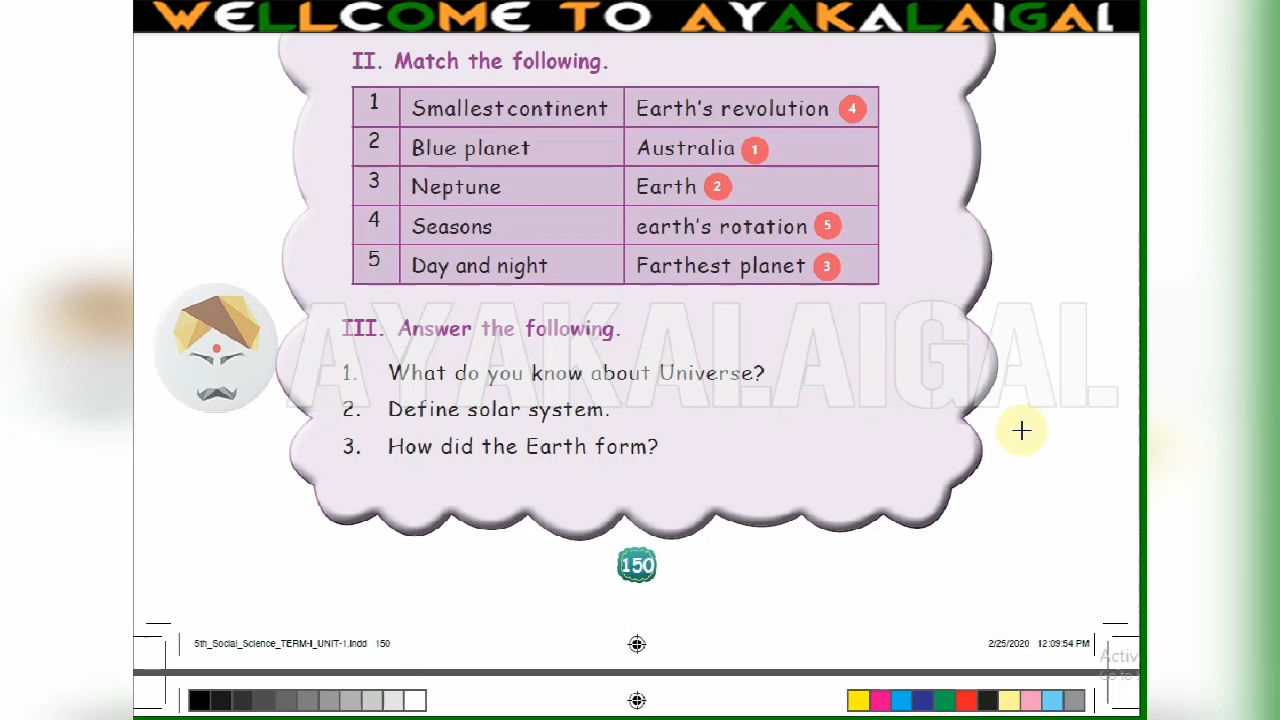 WELLCOME TO AYAKALAIGAL
II. Match the following.
1 Smallest continent Earth's revolution 4
2 Blue planet Australia 1
3 Neptune Earth 2
4 Seasons earth's rotation 5
5 Day and night Farthest planet 3
AYAKALAIGAL
III. Answer the following.
1. What do you know about Universe?
2. Define solar system.
3. How did the Earth form?
150
5th_Social_Science_TERM-I_UNIT-1.indd 150 2/25/2020 12:09:54 PM
Activ